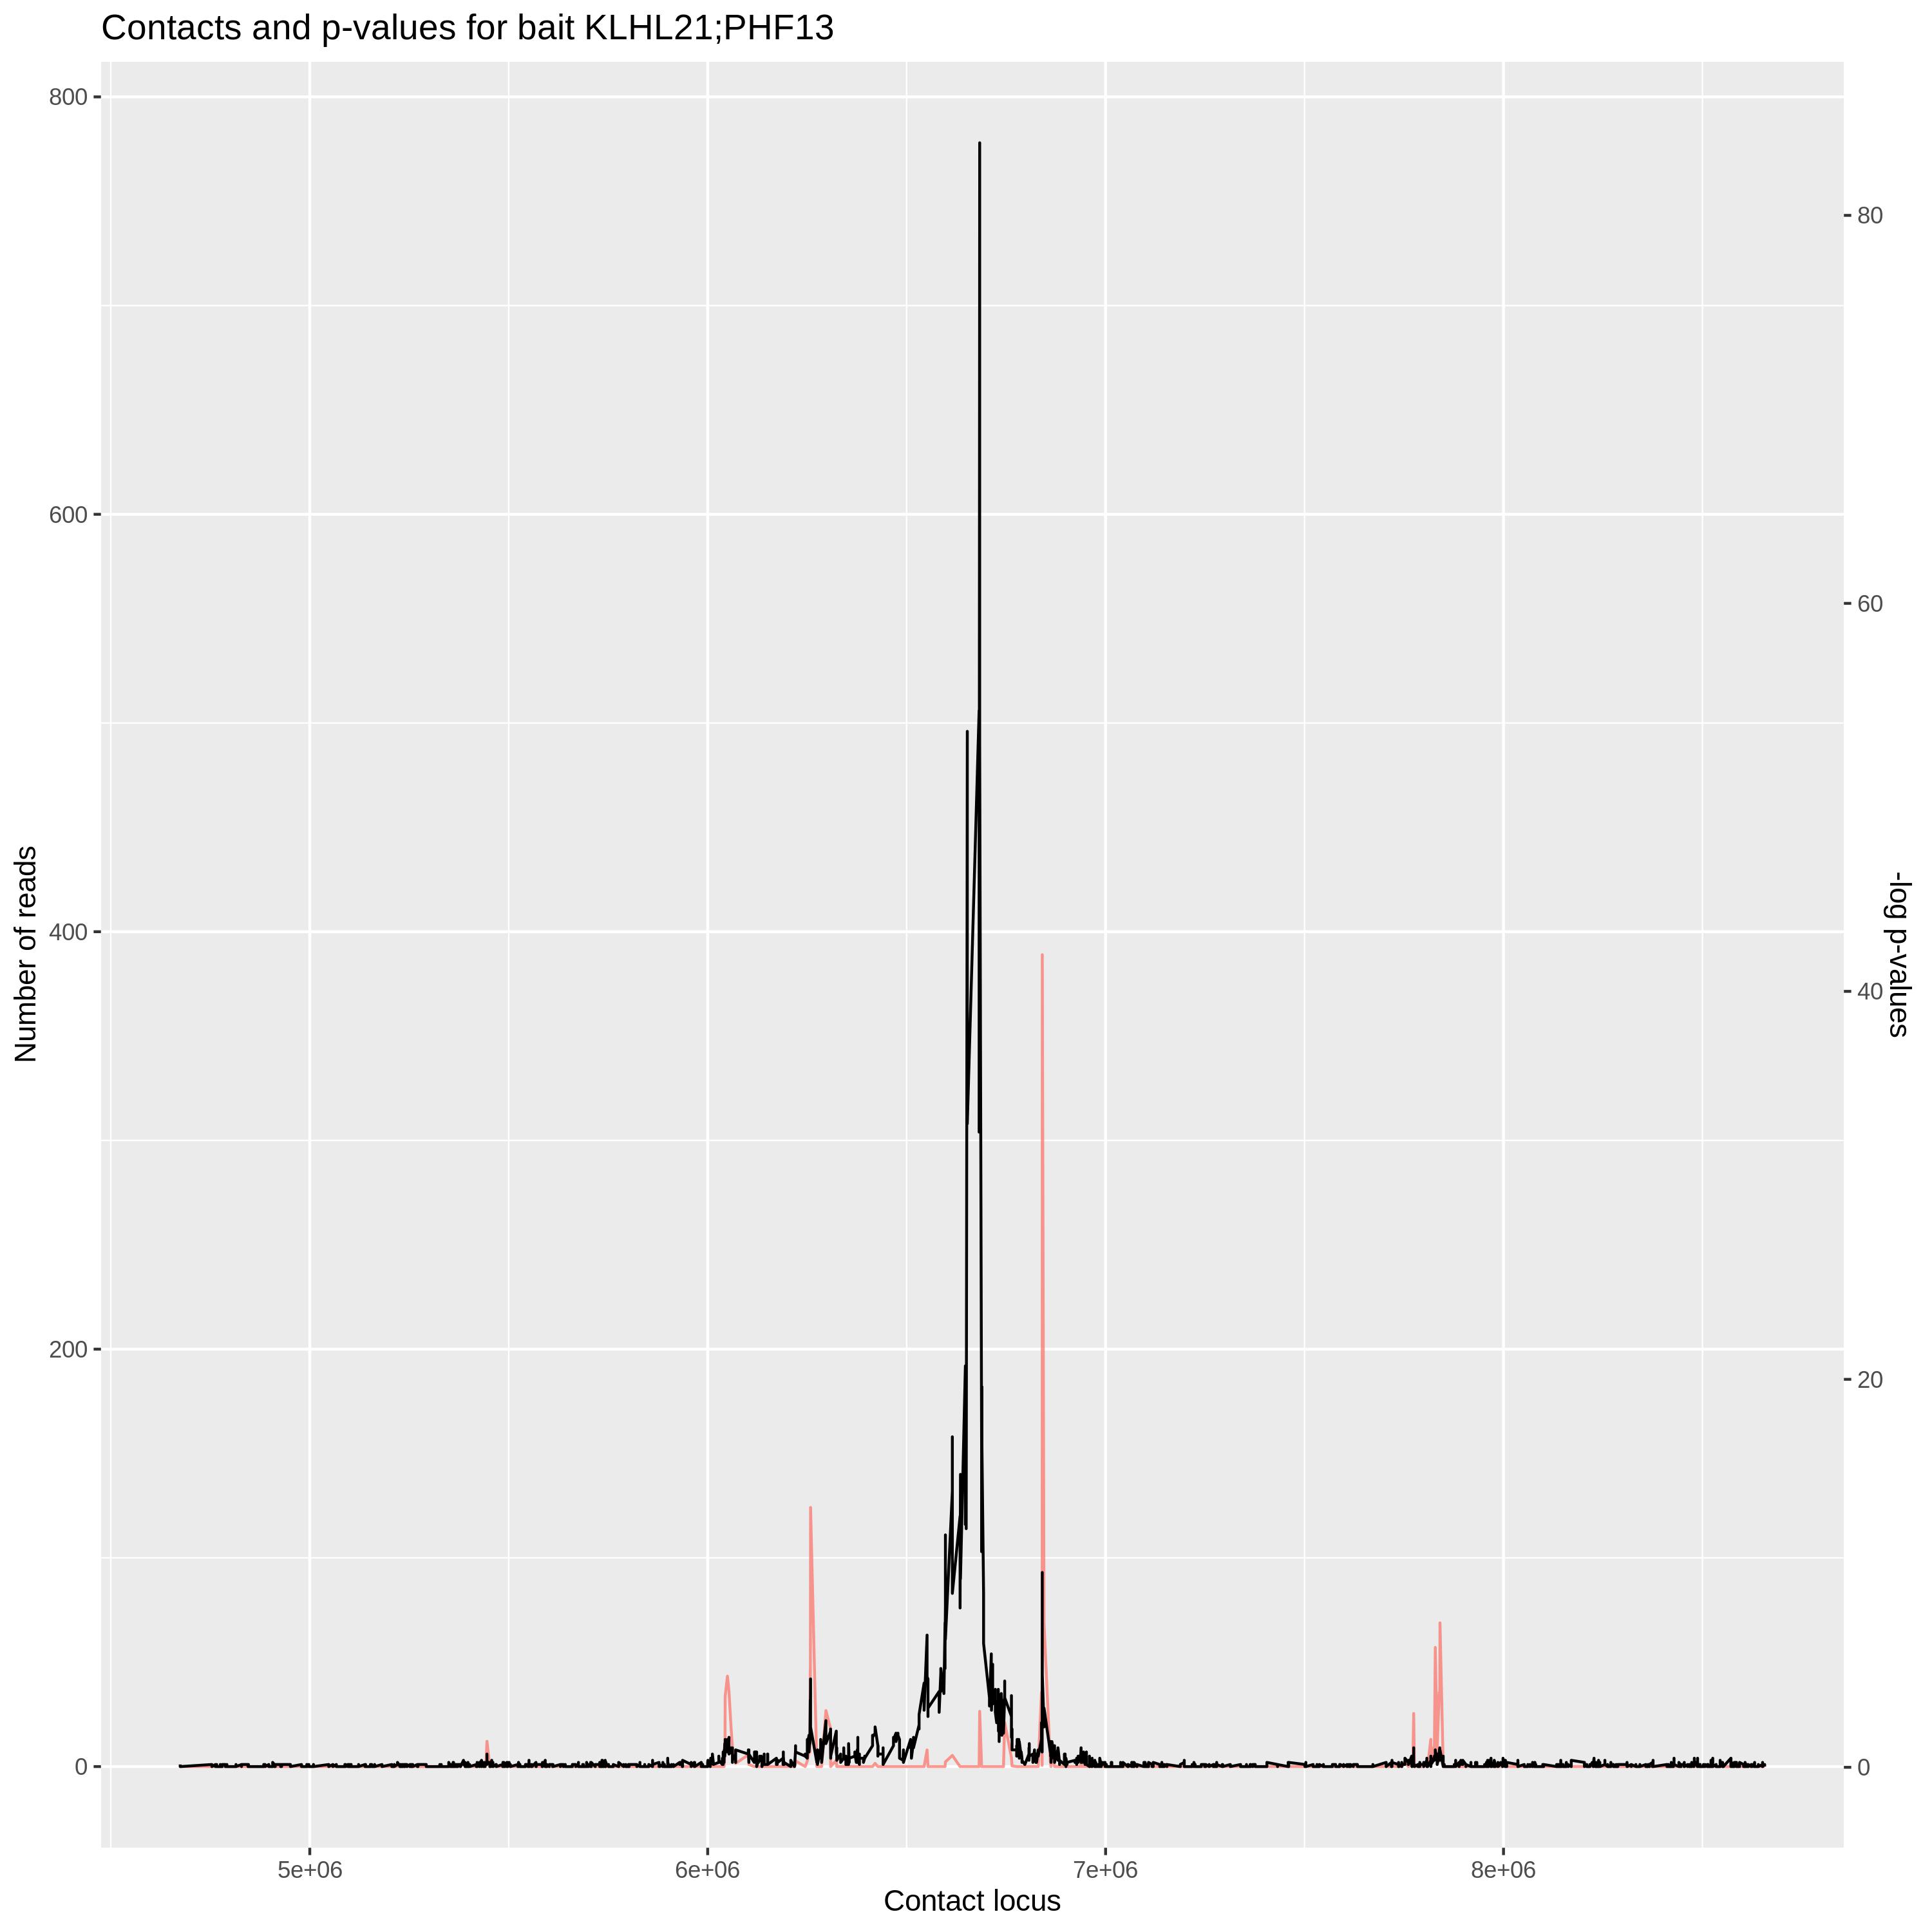 Contacts and p-values for bait KLHL21;PHF13
800
600
400
200
0
Number of reads
80
60
40
20
0
-log p-values
5e+06
6e+06
7e+06
8e+06
Contact locus